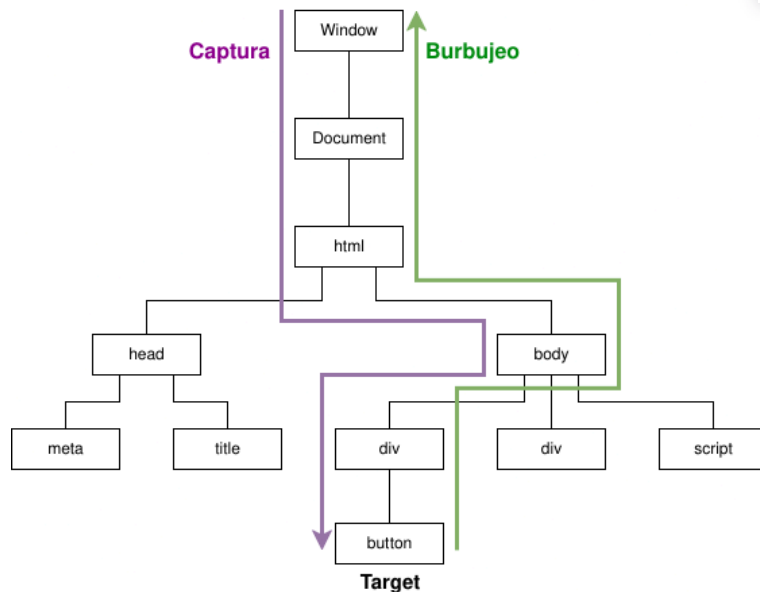 Window
Captura
Burbujeo
Document
html
head
body
meta
title
div
div
script
button
Target